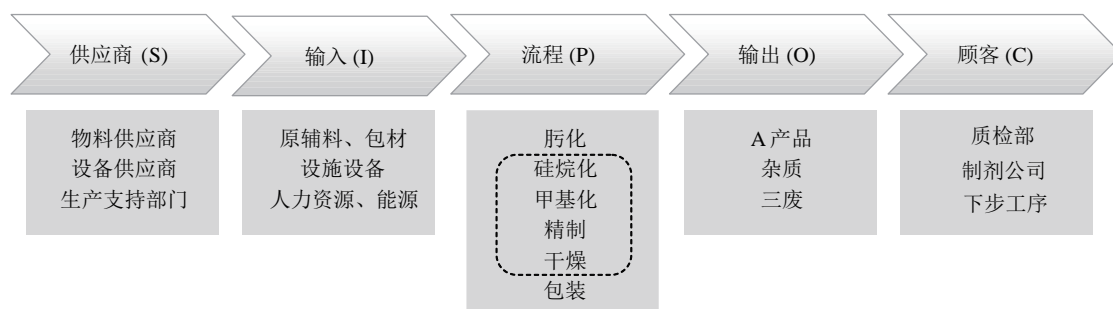 供应商 (S)
输入 (I)
流程 (P)
输出 (O)
顾客 (C)
物料供应商
设备供应商
生产支持部门
原辅料、包材
设施设备
人力资源、能源
肟化
硅烷化
甲基化
精制
干燥
包装
A 产品
杂质
三废
质检部
制剂公司
下步工序